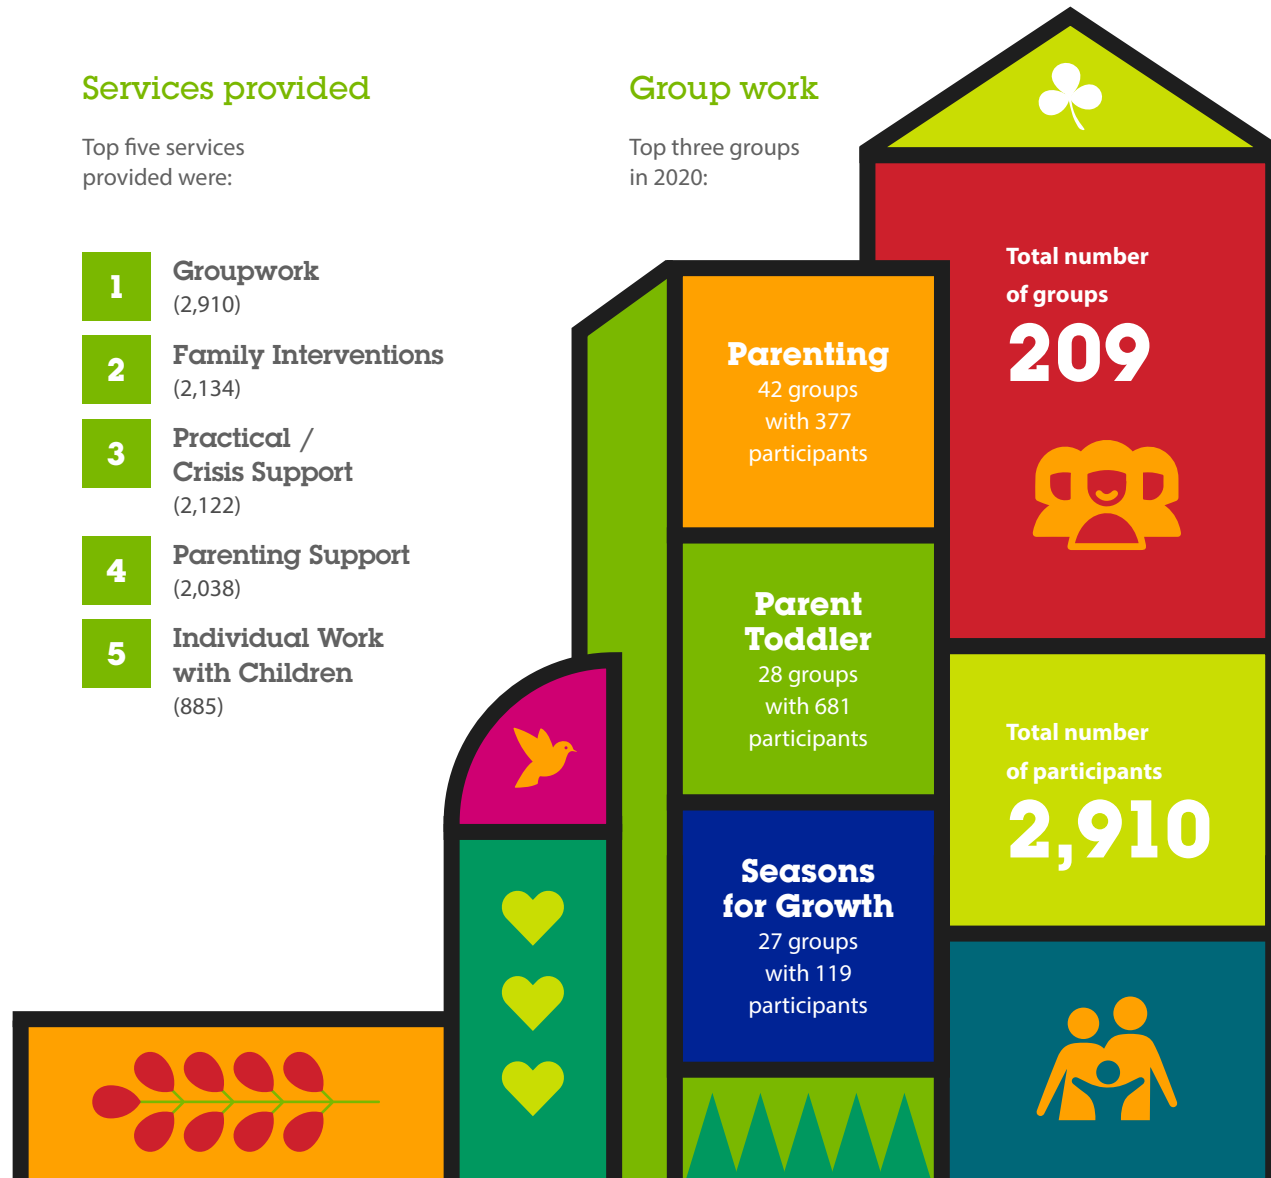 Services provided
Top five services
provided were:
1
Groupwork
(2,910)
2
Family Interventions
(2,134)
3
Practical /
Crisis Support
(2,122)
4
Parenting Support
(2,038)
5
Individual Work
with Children
(885)
Group work
Top three groups
in 2020:
Parenting
42 groups
with 377
participants
Parent
Toddler
28 groups
with 681
participants
Seasons
for Growth
27 groups
with 119
participants
Total number
of groups
209
Total number
of participants
2,910